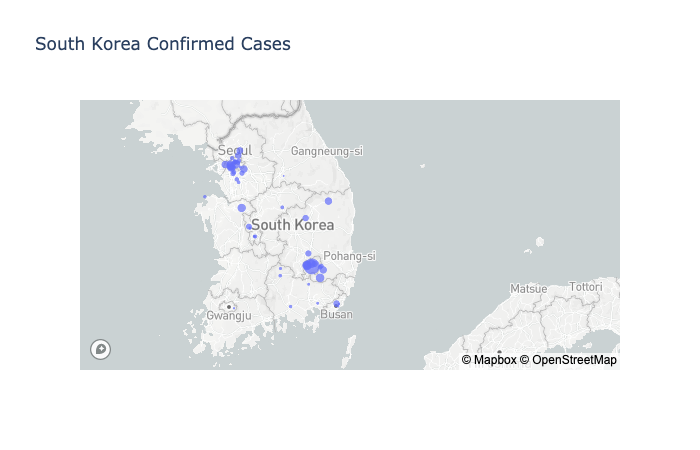 South Korea Confirmed Cases
Seoul
Gangneung-si
South Korea
Pohang-si
Matsue
Tottori
Gwangju
Busan
© Mapbox © OpenStreetMap